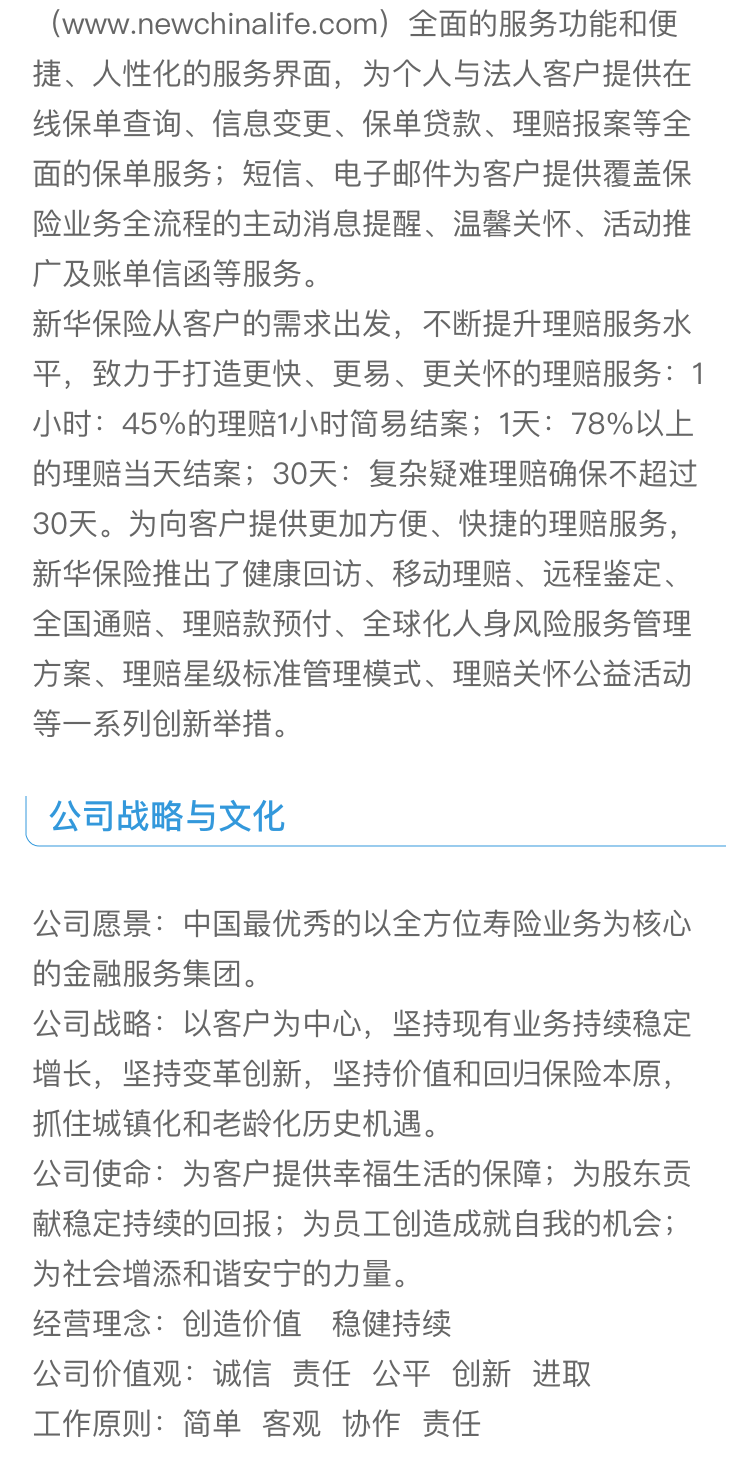 （www.newchinalife.com）全面的服务功能和便
捷、人性化的服务界面，为个人与法人客户提供在
线保单查询、信息变更、保单贷款、理赔报案等全
面的保单服务；短信、电子邮件为客户提供覆盖保
险业务全流程的主动消息提醒、温馨关怀、活动推
广及账单信函等服务。
新华保险从客户的需求出发，不断提升理赔服务水
平，致力于打造更快、更易、更关怀的理赔服务：1
小时：45%的理赔1小时简易结案；1天：78%以上
的理赔当天结案；30天：复杂疑难理赔确保不超过
30天。为向客户提供更加方便、快捷的理赔服务，
新华保险推出了健康回访、移动理赔、远程鉴定、
全国通赔、理赔款预付、全球化人身风险服务管理
方案、理赔星级标准管理模式、理赔关怀公益活动
等一系列创新举措。
公司战略与文化
公司愿景：中国最优秀的以全方位寿险业务为核心
的金融服务集团。
公司战略：以客户为中心，坚持现有业务持续稳定
增长，坚持变革创新，坚持价值和回归保险本原，
抓住城镇化和老龄化历史机遇。
公司使命：为客户提供幸福生活的保障；为股东贡
献稳定持续的回报；为员工创造成就自我的机会；
为社会增添和谐安宁的力量。
经营理念：创造价值　稳健持续
公司价值观：诚信  责任  公平  创新  进取
工作原则：简单  客观  协作  责任